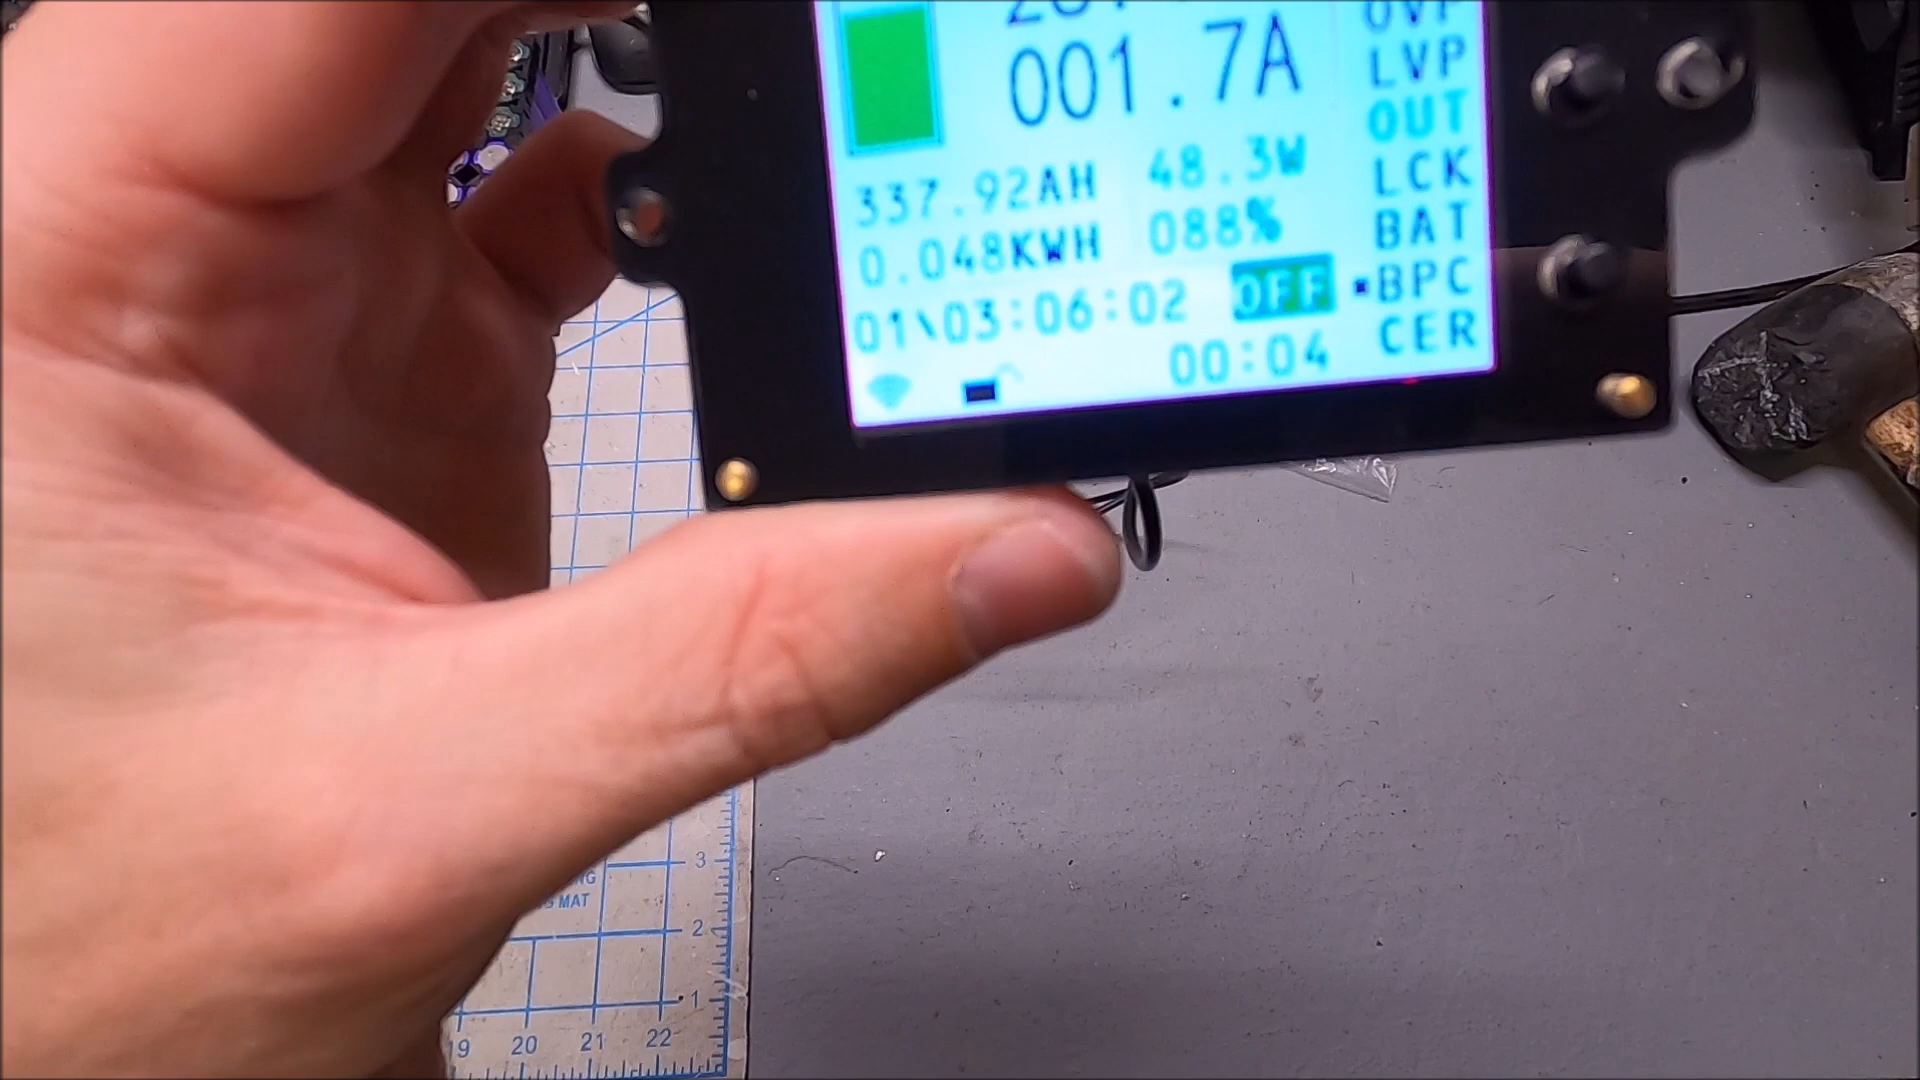 001.7A
337.92AH
48.3W
0.048KWH
088%
01\03:06:02
OFF
00:04
OVP
LVP
OUT
LCK
BAT
BPC
CER
3
MAT
2
1
19 20 21 22